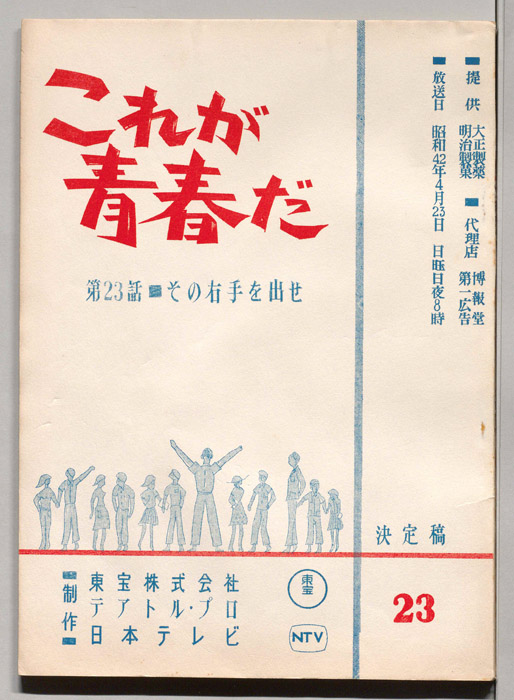 ■提供 大正製薬
明治製菓
■代理店 博報堂
第一広告
■放送日 昭和42年4月23日 日曜日夜8時
これが
青春だ
第23話■その右手を出せ
決定稿
23
■制作■
東宝株式会社
テアトル・プロ
日本テレビ
東宝
NTV